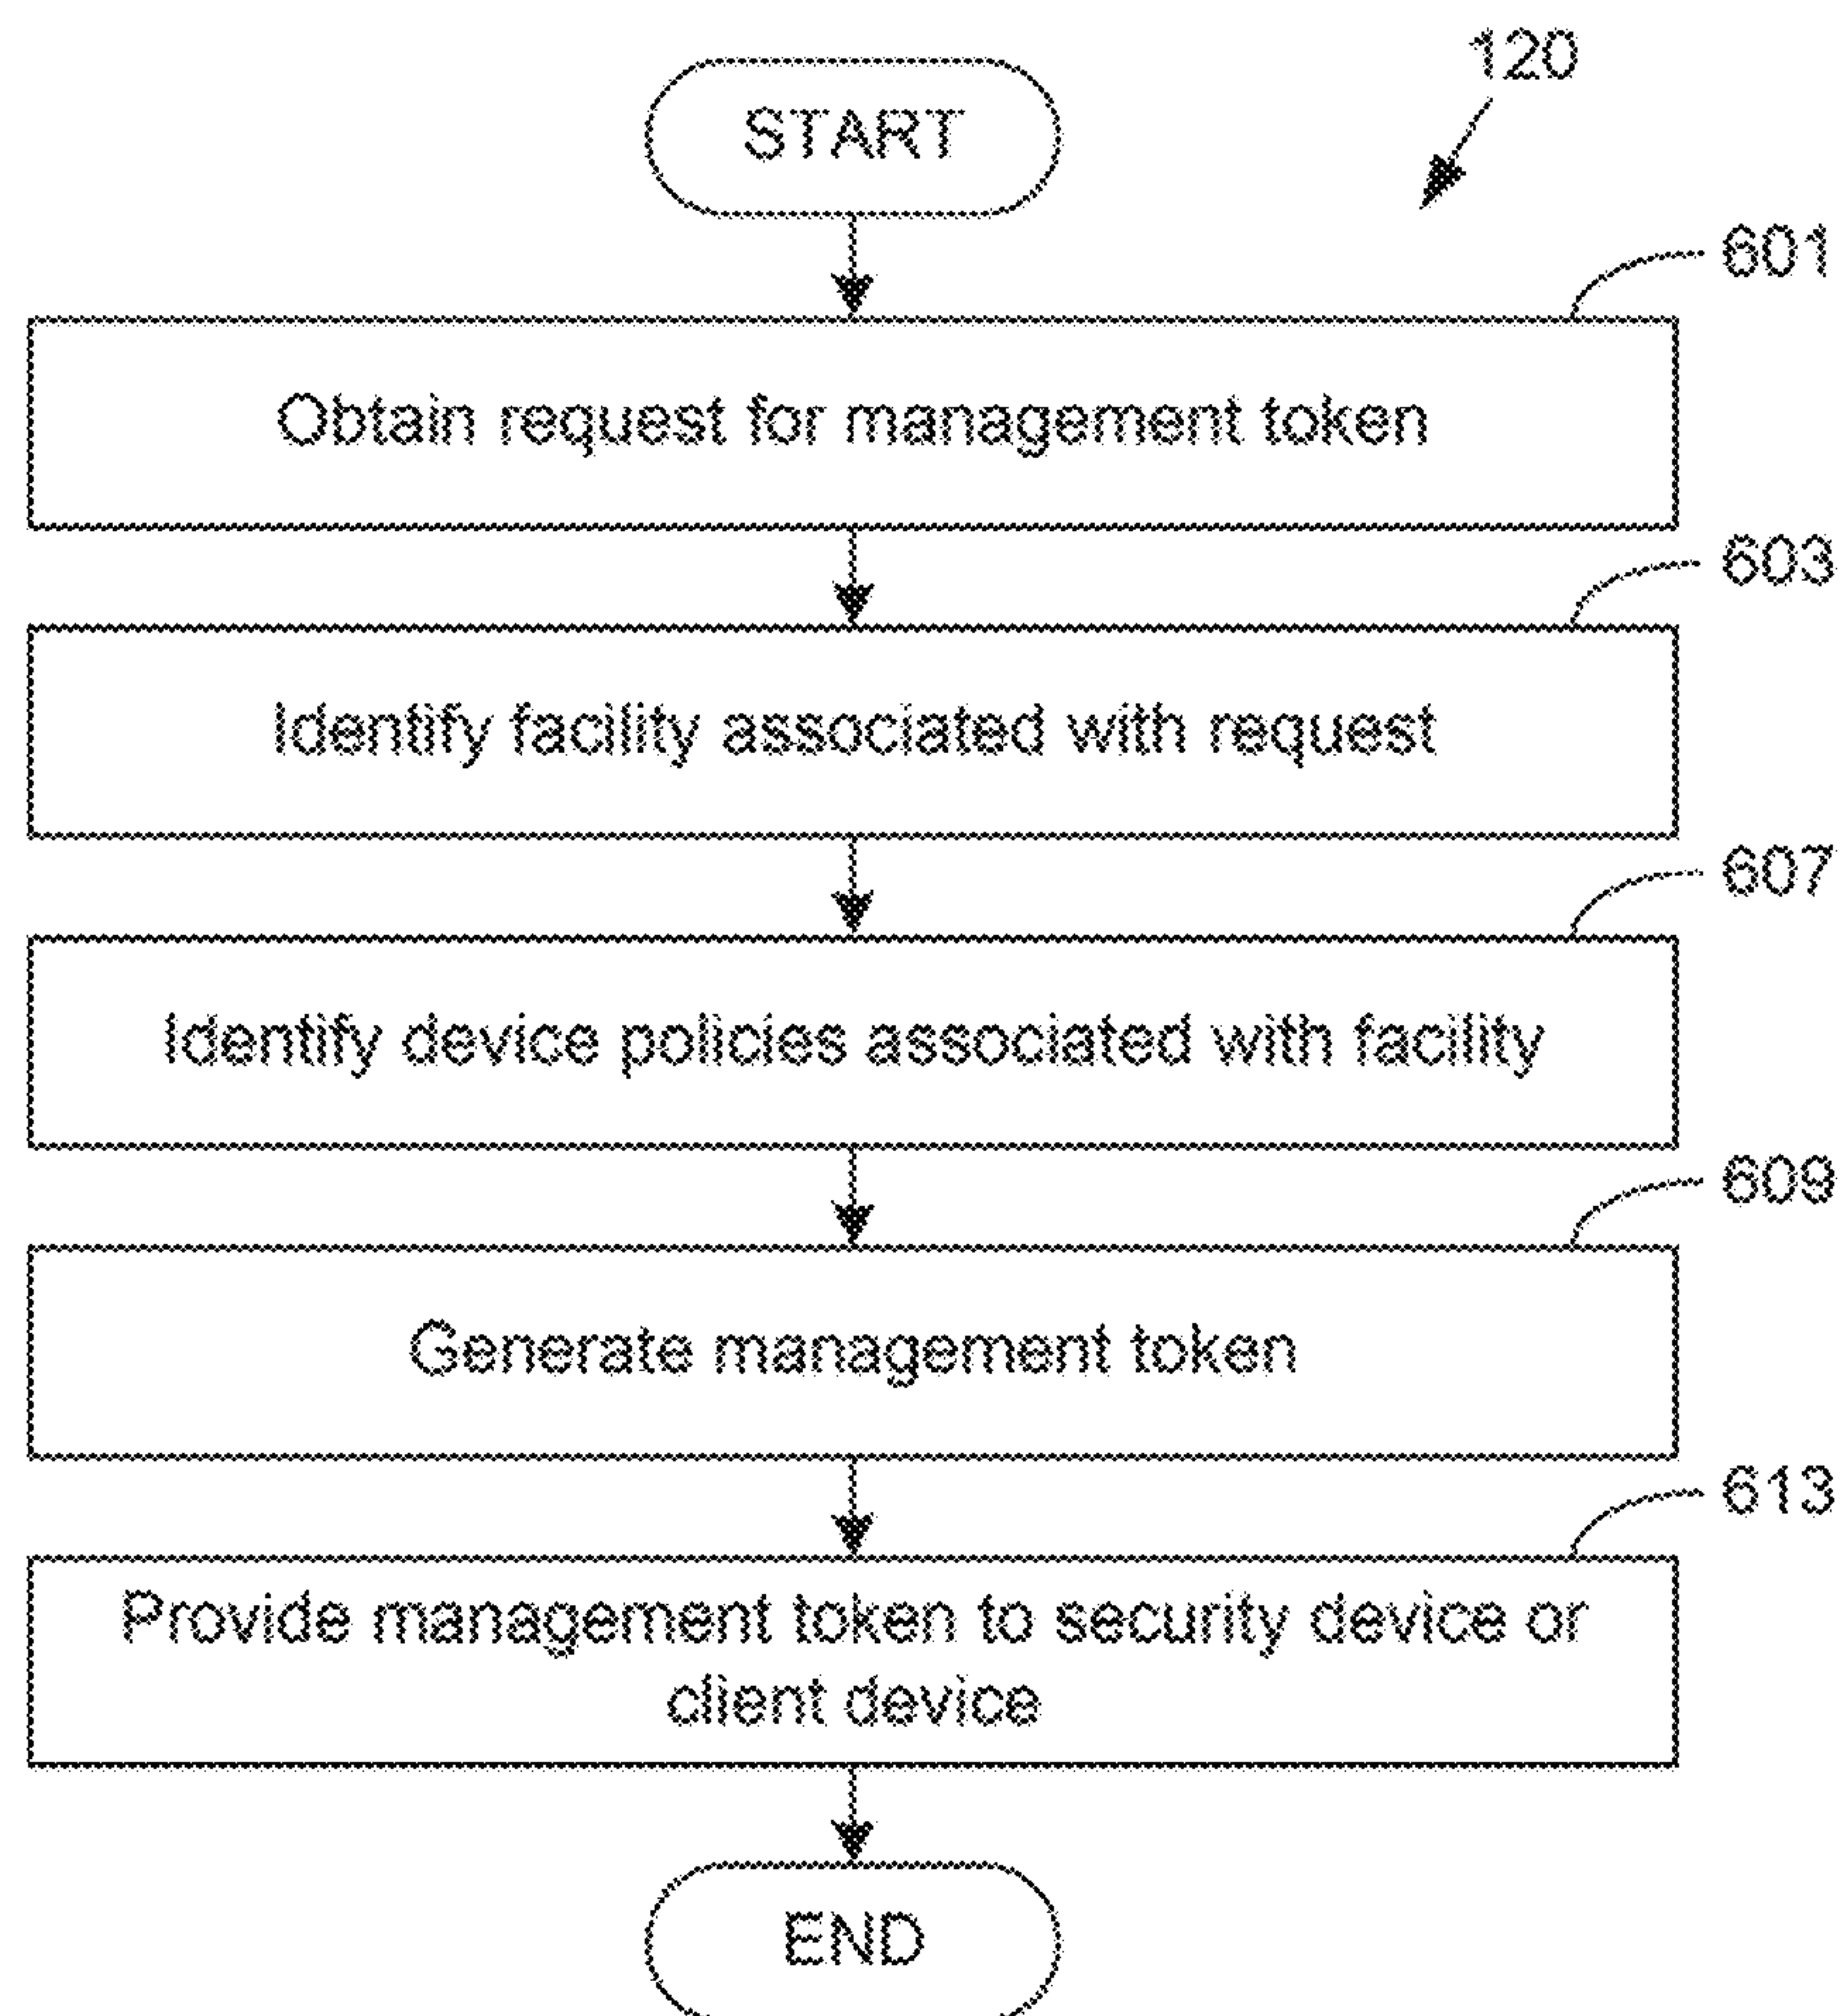 120
START
601
Obtain request for management token
603
Identify facility associated with request
607
Identify device policies associated with facility
609
Generate management token
613
Provide management token to security device or
client device
END